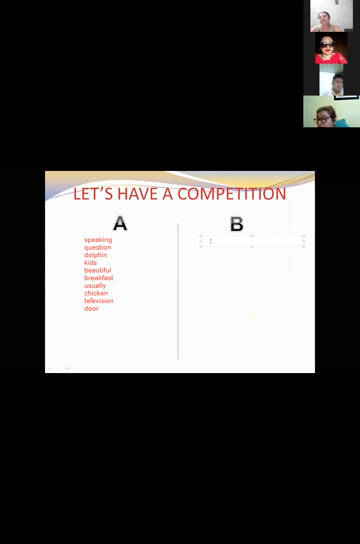 LET'S HAVE A COMPETITION
A
B
speaking
question
dolphin
kids
beautiful
breakfast
usually
chicken
television
door